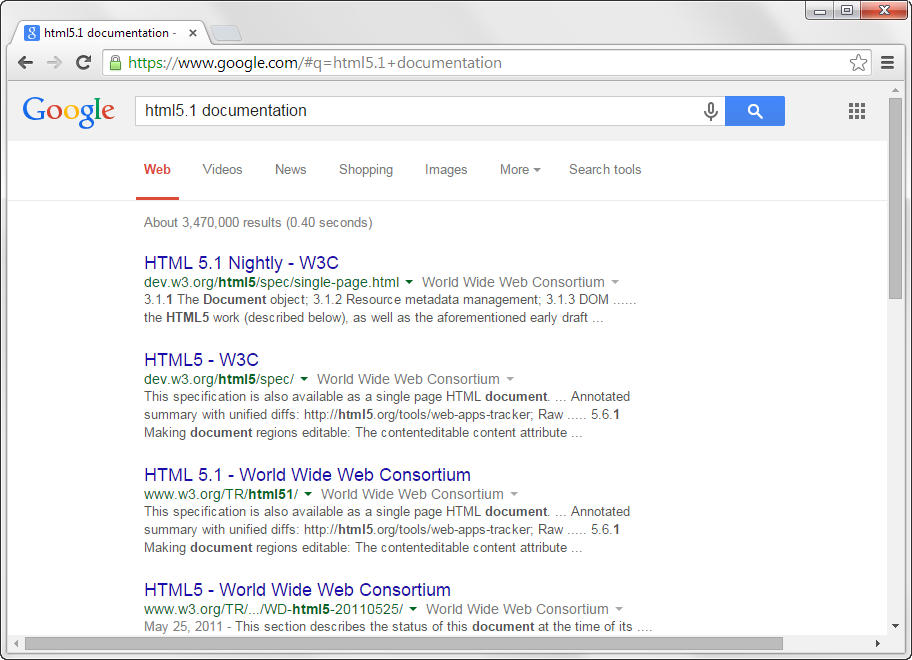 html5.1 documentation -
https://www.google.com/#q=html5.1+documentation
Google html5.1 documentation
Web Videos News Shopping Images More Search tools
About 3,470,000 results (0.40 seconds)
HTML 5.1 Nightly - W3C
dev.w3.org/html5/spec/single-page.html World Wide Web Consortium
3.1.1 The Document object; 3.1.2 Resource metadata management; 3.1.3 DOM ......
the HTML5 work (described below), as well as the aforementioned early draft ...
HTML5 - W3C
dev.w3.org/html5/spec/ World Wide Web Consortium
This specification is also available as a single page HTML document. ... Annotated
summary with unified diffs: http://html5.org/tools/web-apps-tracker; Raw ..... 5.6.1
Making document regions editable: The contenteditable content attribute ...
HTML 5.1 - World Wide Web Consortium
www.w3.org/TR/html51/ World Wide Web Consortium
This specification is also available as a single page HTML document. ... Annotated
summary with unified diffs: http://html5.org/tools/web-apps-tracker; Raw ..... 5.6.1
Making document regions editable: The contenteditable content attribute ...
HTML5 - World Wide Web Consortium
www.w3.org/TR/.../WD-html5-20110525/ World Wide Web Consortium
May 25, 2011 - This section describes the status of this document at the time of its ....